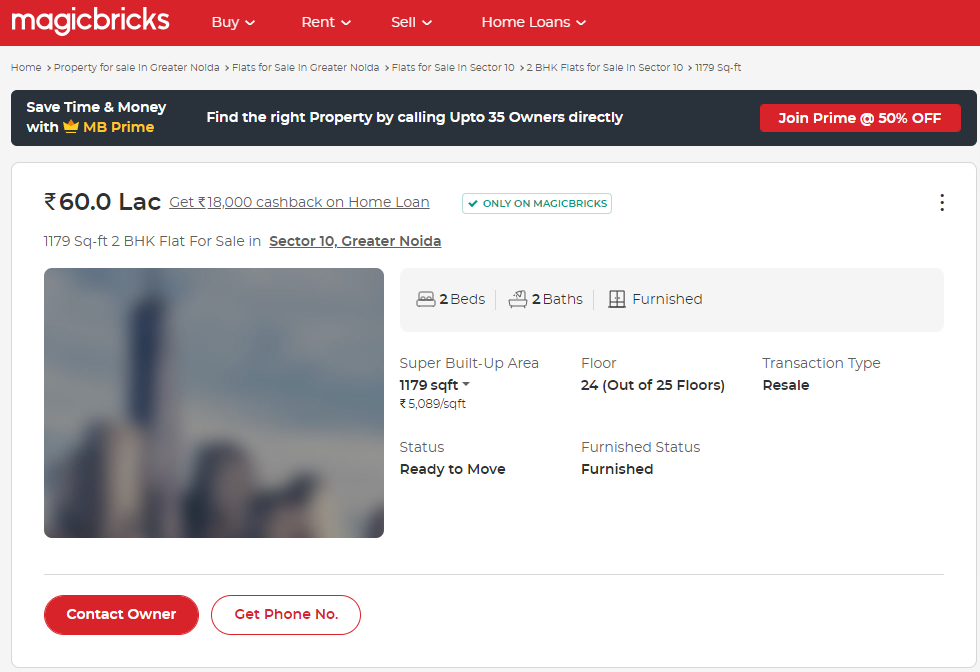 magicbricks
Buy Rent Sell Home Loans
Home > Property for sale in Greater Noida > Flats for Sale in Greater Noida > Flats for Sale in Sector 10 > 2 BHK Flats for Sale in Sector 10 > 1179 Sq-ft
Save Time & Money
with MB Prime
Find the right Property by calling Upto 35 Owners directly
Join Prime @ 50% OFF
₹60.0 Lac Get ₹18,000 cashback on Home Loan
ONLY ON MAGICBRICKS
1179 Sq-ft 2 BHK Flat For Sale in Sector 10, Greater Noida
2 Beds 2 Baths Furnished
Super Built-Up Area
1179 sqft
₹5,089/sqft
Floor
24 (Out of 25 Floors)
Transaction Type
Resale
Status
Ready to Move
Furnished Status
Furnished
Contact Owner Get Phone No.